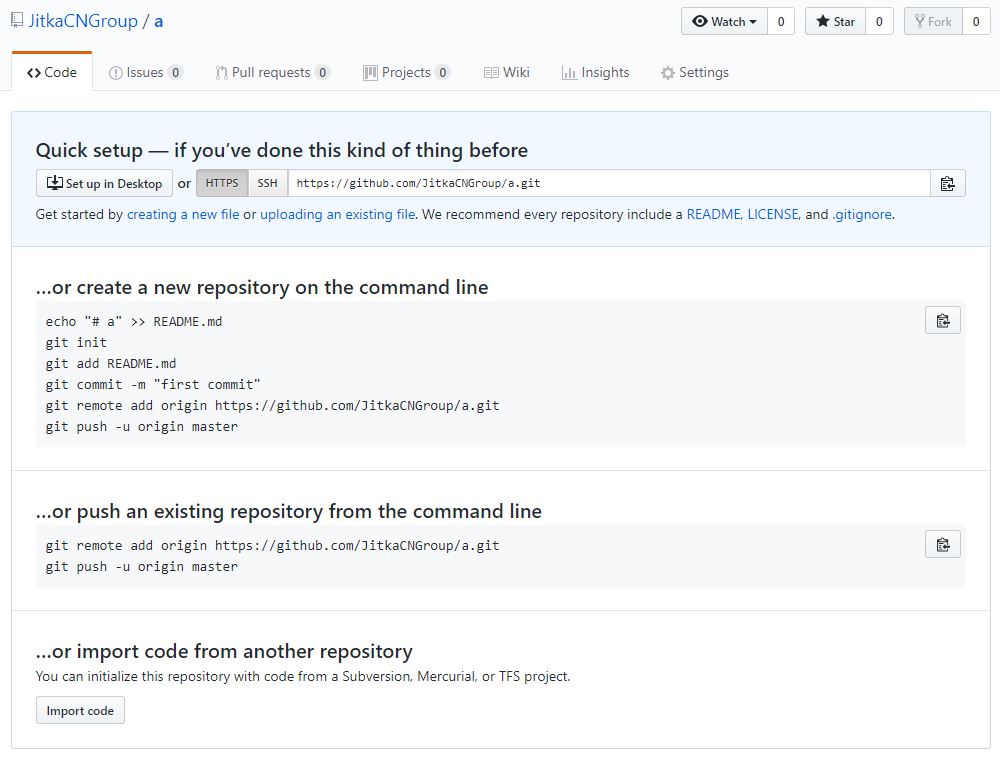 JitkaCNGroup / a
Watch 0 Star 0 Fork 0
Code Issues 0 Pull requests 0 Projects 0 Wiki Insights Settings
Quick setup — if you’ve done this kind of thing before
Set up in Desktop or HTTPS SSH https://github.com/JitkaCNGroup/a.git
Get started by creating a new file or uploading an existing file. We recommend every repository include a README, LICENSE, and .gitignore.
…or create a new repository on the command line
echo "# a" >> README.md
git init
git add README.md
git commit -m "first commit"
git remote add origin https://github.com/JitkaCNGroup/a.git
git push -u origin master
…or push an existing repository from the command line
git remote add origin https://github.com/JitkaCNGroup/a.git
git push -u origin master
…or import code from another repository
You can initialize this repository with code from a Subversion, Mercurial, or TFS project.
Import code